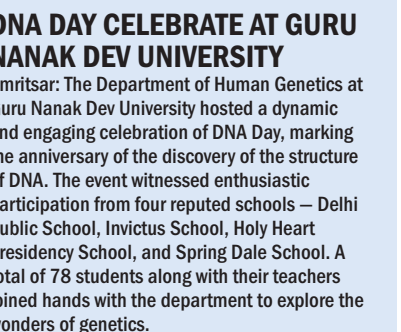 DNA DAY CELEBRATE AT GURU
NANAK DEV UNIVERSITY
mritsar: The Department of Human Genetics at
uru Nanak Dev University hosted a dynamic
nd engaging celebration of DNA Day, marking
he anniversary of the discovery of the structure
f DNA. The event witnessed enthusiastic
articipation from four reputed schools — Delhi
ublic School, Invictus School, Holy Heart
residency School, and Spring Dale School. A
otal of 78 students along with their teachers
oined hands with the department to explore the
onders of genetics.